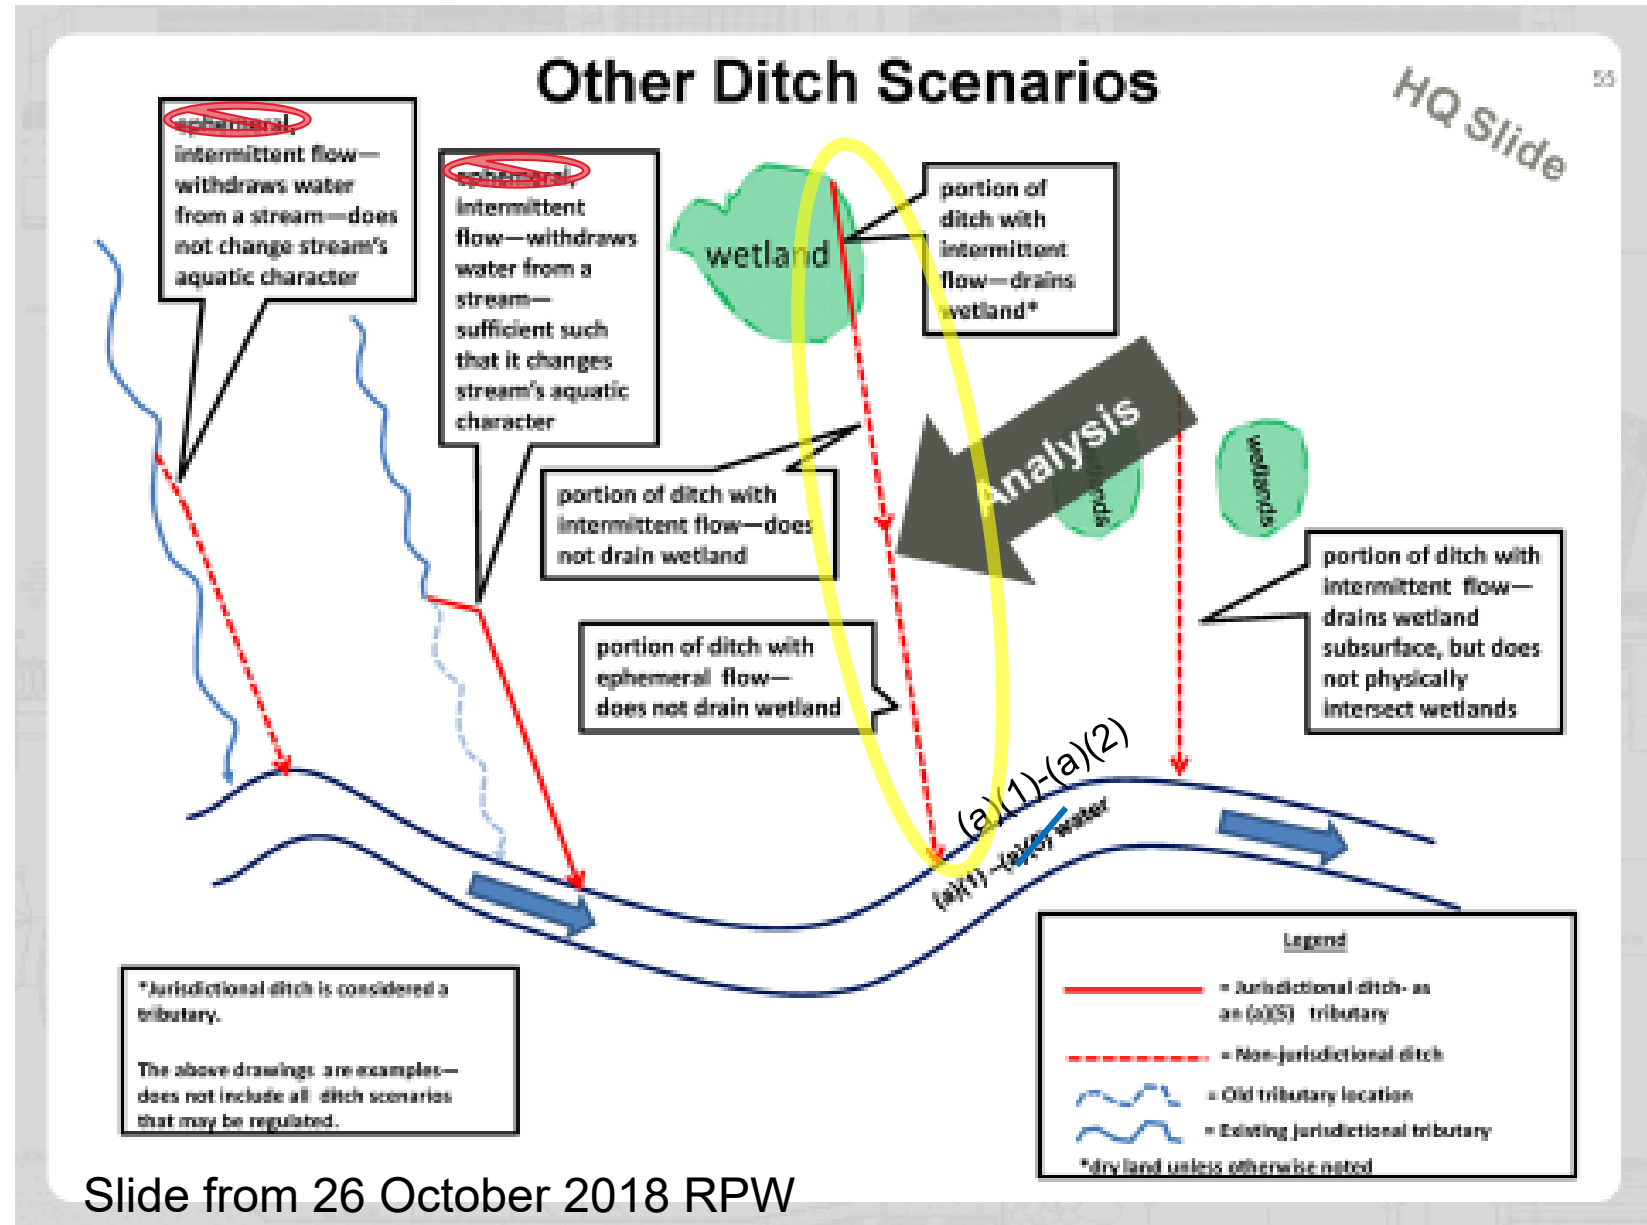 Other Ditch Scenarios
HQ Slide
55
ephemeral,
intermittent flow—
withdraws water
from a stream—does
not change stream's
aquatic character
ephemeral,
intermittent
flow—withdraws
water from a
stream—
sufficient such
that it changes
stream's aquatic
character
wetland
portion of
ditch with
intermittent
flow—drains
wetland*
Analysis
wetlands
wetlands
portion of ditch with
intermittent flow—does
not drain wetland
portion of ditch with
ephemeral flow—
does not drain wetland
portion of ditch with
intermittent flow—
drains wetland
subsurface, but does
not physically
intersect wetlands
(a)(1)-(a)(2)
(a)(1) –(a) water
*Jurisdictional ditch is considered a
tributary.
The above drawings are examples—
does not include all ditch scenarios
that may be regulated.
Legend
= Jurisdictional ditch- as
an (a)(5) tributary
= Non-jurisdictional ditch
= Old tributary location
= Existing jurisdictional tributary
*dry land unless otherwise noted
Slide from 26 October 2018 RPW